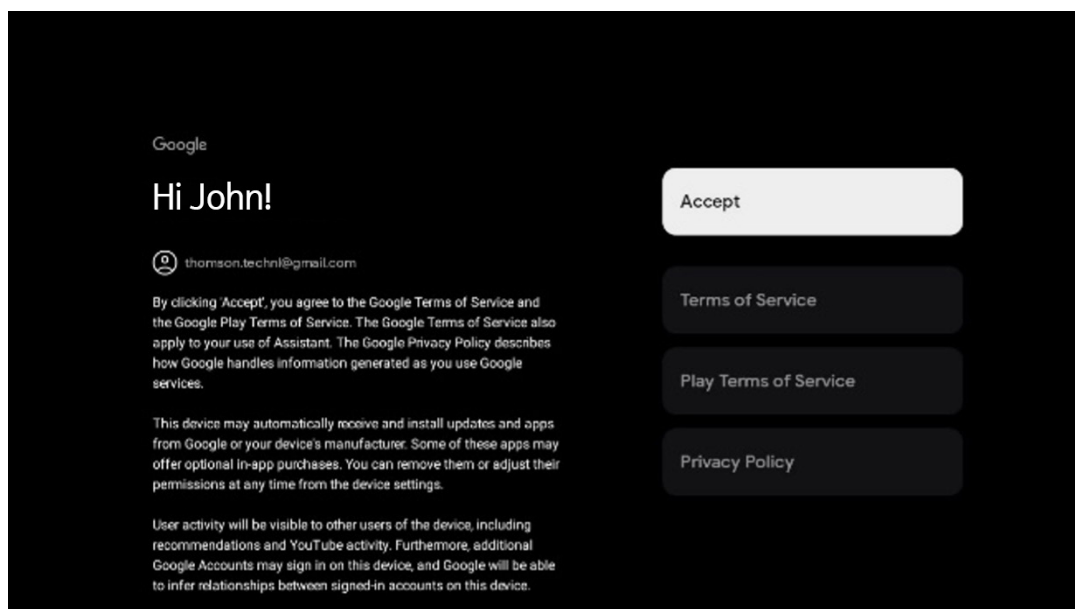 Google
Hi John!
thomson.technl@gmail.com
By clicking 'Accept', you agree to the Google Terms of Service and
the Google Play Terms of Service. The Google Terms of Service also
apply to your use of Assistant. The Google Privacy Policy describes
how Google handles information generated as you use Google
services.
This device may automatically receive and install updates and apps
from Google or your device's manufacturer. Some of these apps may
offer optional in-app purchases. You can remove them or adjust their
permissions at any time from the device settings.
User activity will be visible to other users of the device, including
recommendations and YouTube activity. Furthermore, additional
Google Accounts may sign in on this device, and Google will be able
to infer relationships between signed-in accounts on this device.
Accept
Terms of Service
Play Terms of Service
Privacy Policy